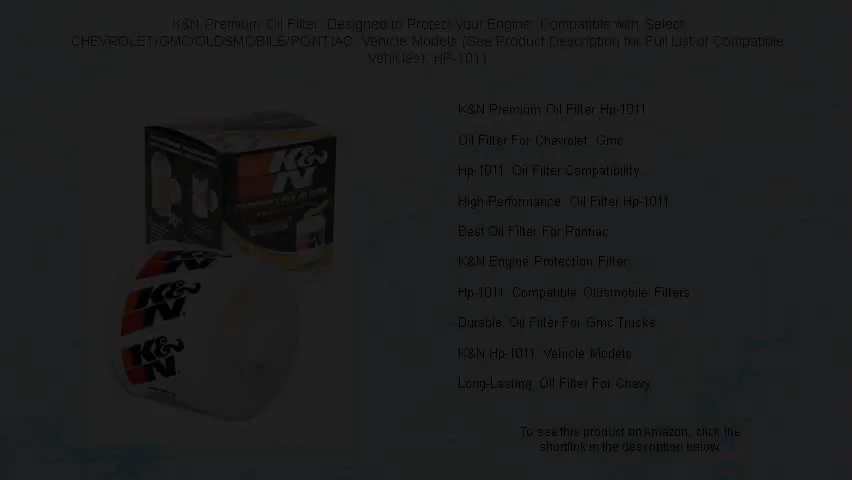 K&N Premium Oil Filter: Designed to Protect your Engine: Compatible with Select
CHEVROLET/GMC/OLDSMOBILE/PONTIAC Vehicle Models (See Product Description for Full List of Compatible
Vehicles), HP-1011
K&N Premium Oil Filter Hp-1011
Oil Filter For Chevrolet Gmc
Hp-1011 Oil Filter Compatibility
High-Performance Oil Filter Hp-1011
Best Oil Filter For Pontiac
K&N Engine Protection Filter
Hp-1011 Compatible Oldsmobile Filters
Durable Oil Filter For Gmc Trucks
K&N Hp-1011 Vehicle Models
Long-Lasting Oil Filter For Chevy
K&N
K&N
K&N
K&N
To see this product on Amazon, click the
shortlink in the description below.